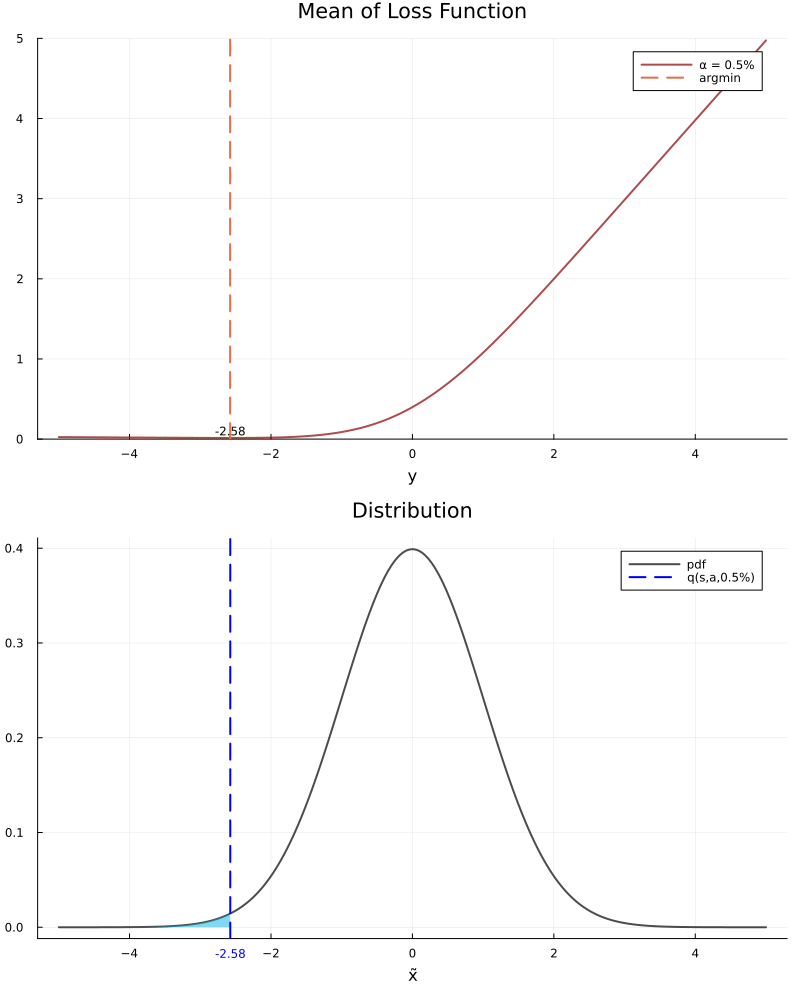 Mean of Loss Function
5
4
3
2
1
0
α = 0.5%
argmin
-2.58
−4 −2 0 2 4
y
Distribution
0.4
0.3
0.2
0.1
0.0
pdf
q(s,a,0.5%)
−4 -2.58 −2 0 2 4
x̃